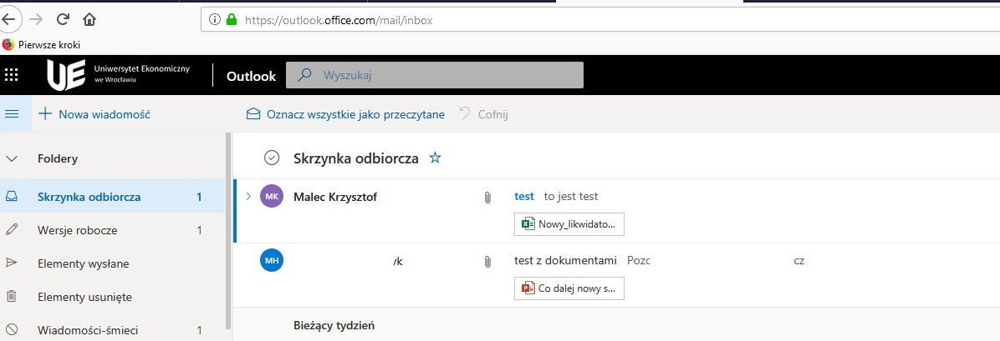 https://outlook.office.com/mail/inbox
Pierwsze kroki
UE
Uniwersytet Ekonomiczny
we Wrocławiu
Outlook
Wyszukaj
Nowa wiadomość
Oznacz wszystkie jako przeczytane
Cofnij
Foldery
Skrzynka odbiorcza 1
Wersje robocze 1
Elementy wysłane
Elementy usunięte
Wiadomości-śmieci 1
Skrzynka odbiorcza
MK Malec Krzysztof test to jest test
Nowy_likwidato...
MH yk test z dokumentami Pozd cz
Co dalej nowy s...
Bieżący tydzień